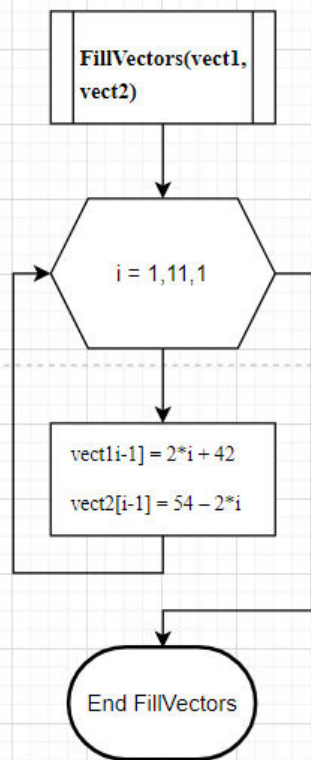 FillVectors(vect1,
vect2)
i = 1,11,1
vect1i-1] = 2*i + 42
vect2[i-1] = 54 – 2*i
End FillVectors